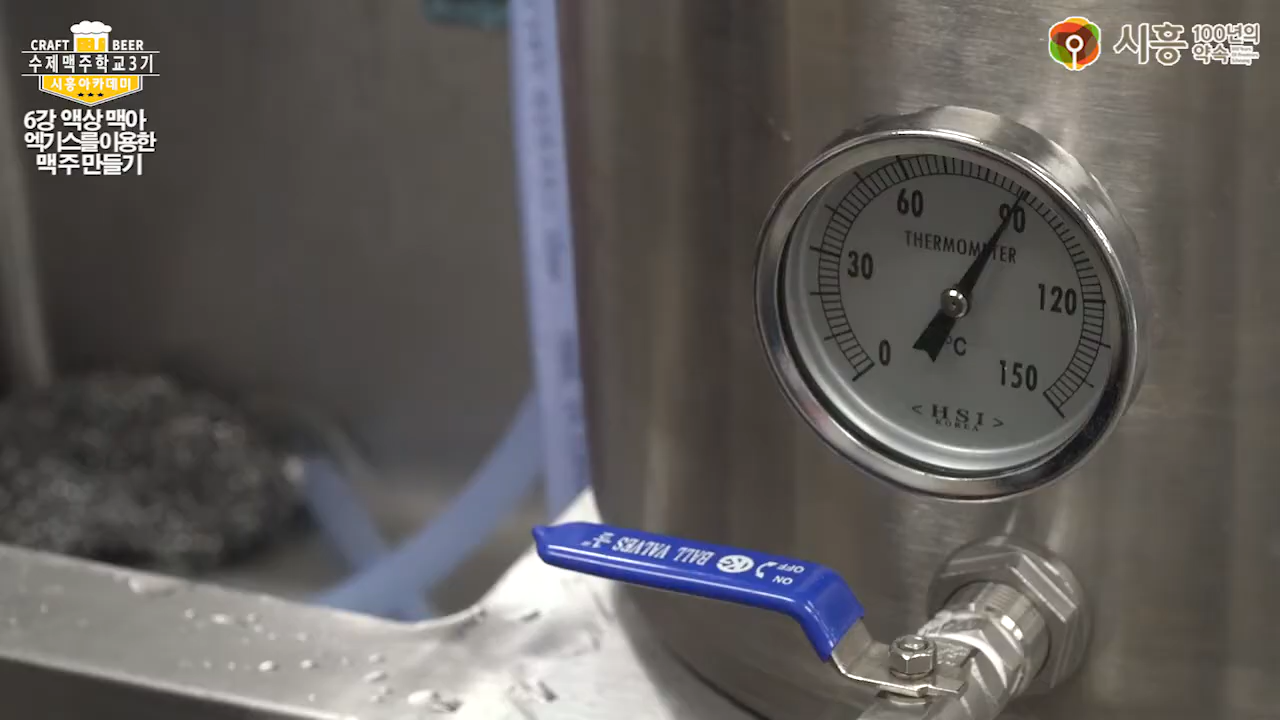 CRAFT BEER
수제맥주학교3기
시흥아카데미
6강 액상 맥아
엑기스를이용한
맥주 만들기
시흥 100년의
약속
60
90
THERMOMETER
30
120
°C
0
150
<HSI>
KOREA
BALL VALVES
ON
OFF